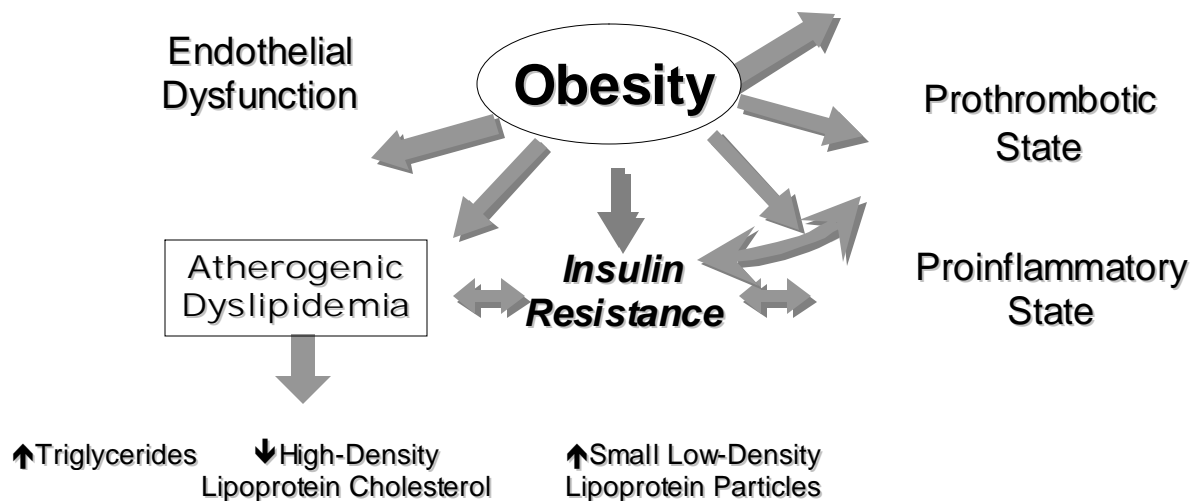 Endothelial
Dysfunction
Obesity
Prothrombotic
State
Atherogenic
Dyslipidemia
Insulin
Resistance
Proinflammatory
State
↑Triglycerides
↓High-Density
Lipoprotein Cholesterol
↑Small Low-Density
Lipoprotein Particles